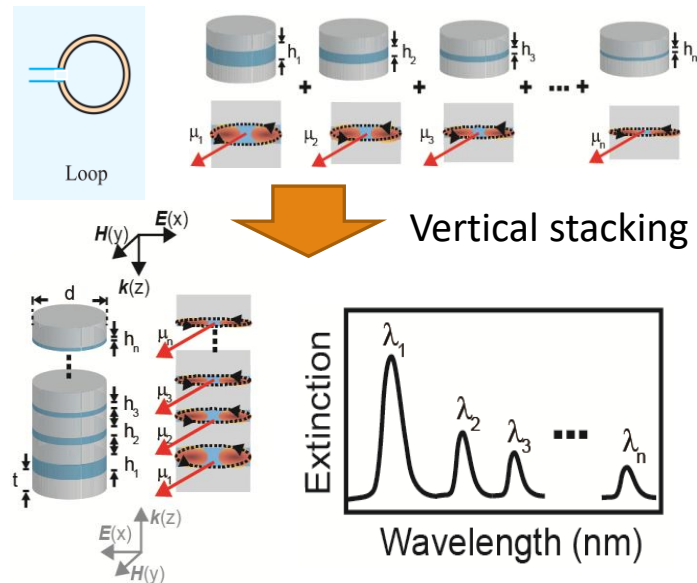 Loop
h1 h2 h3 hn
+ + + ... +
μ1 μ2 μ3 μn
Vertical stacking
E(x)
H(y)
k(z)
d
hn
h3
h2
h1
t
μn
μ3
μ2
μ1
k(z)
E(x)
H(y)
Extinction
λ1 λ2 λ3 ... λn
Wavelength (nm)